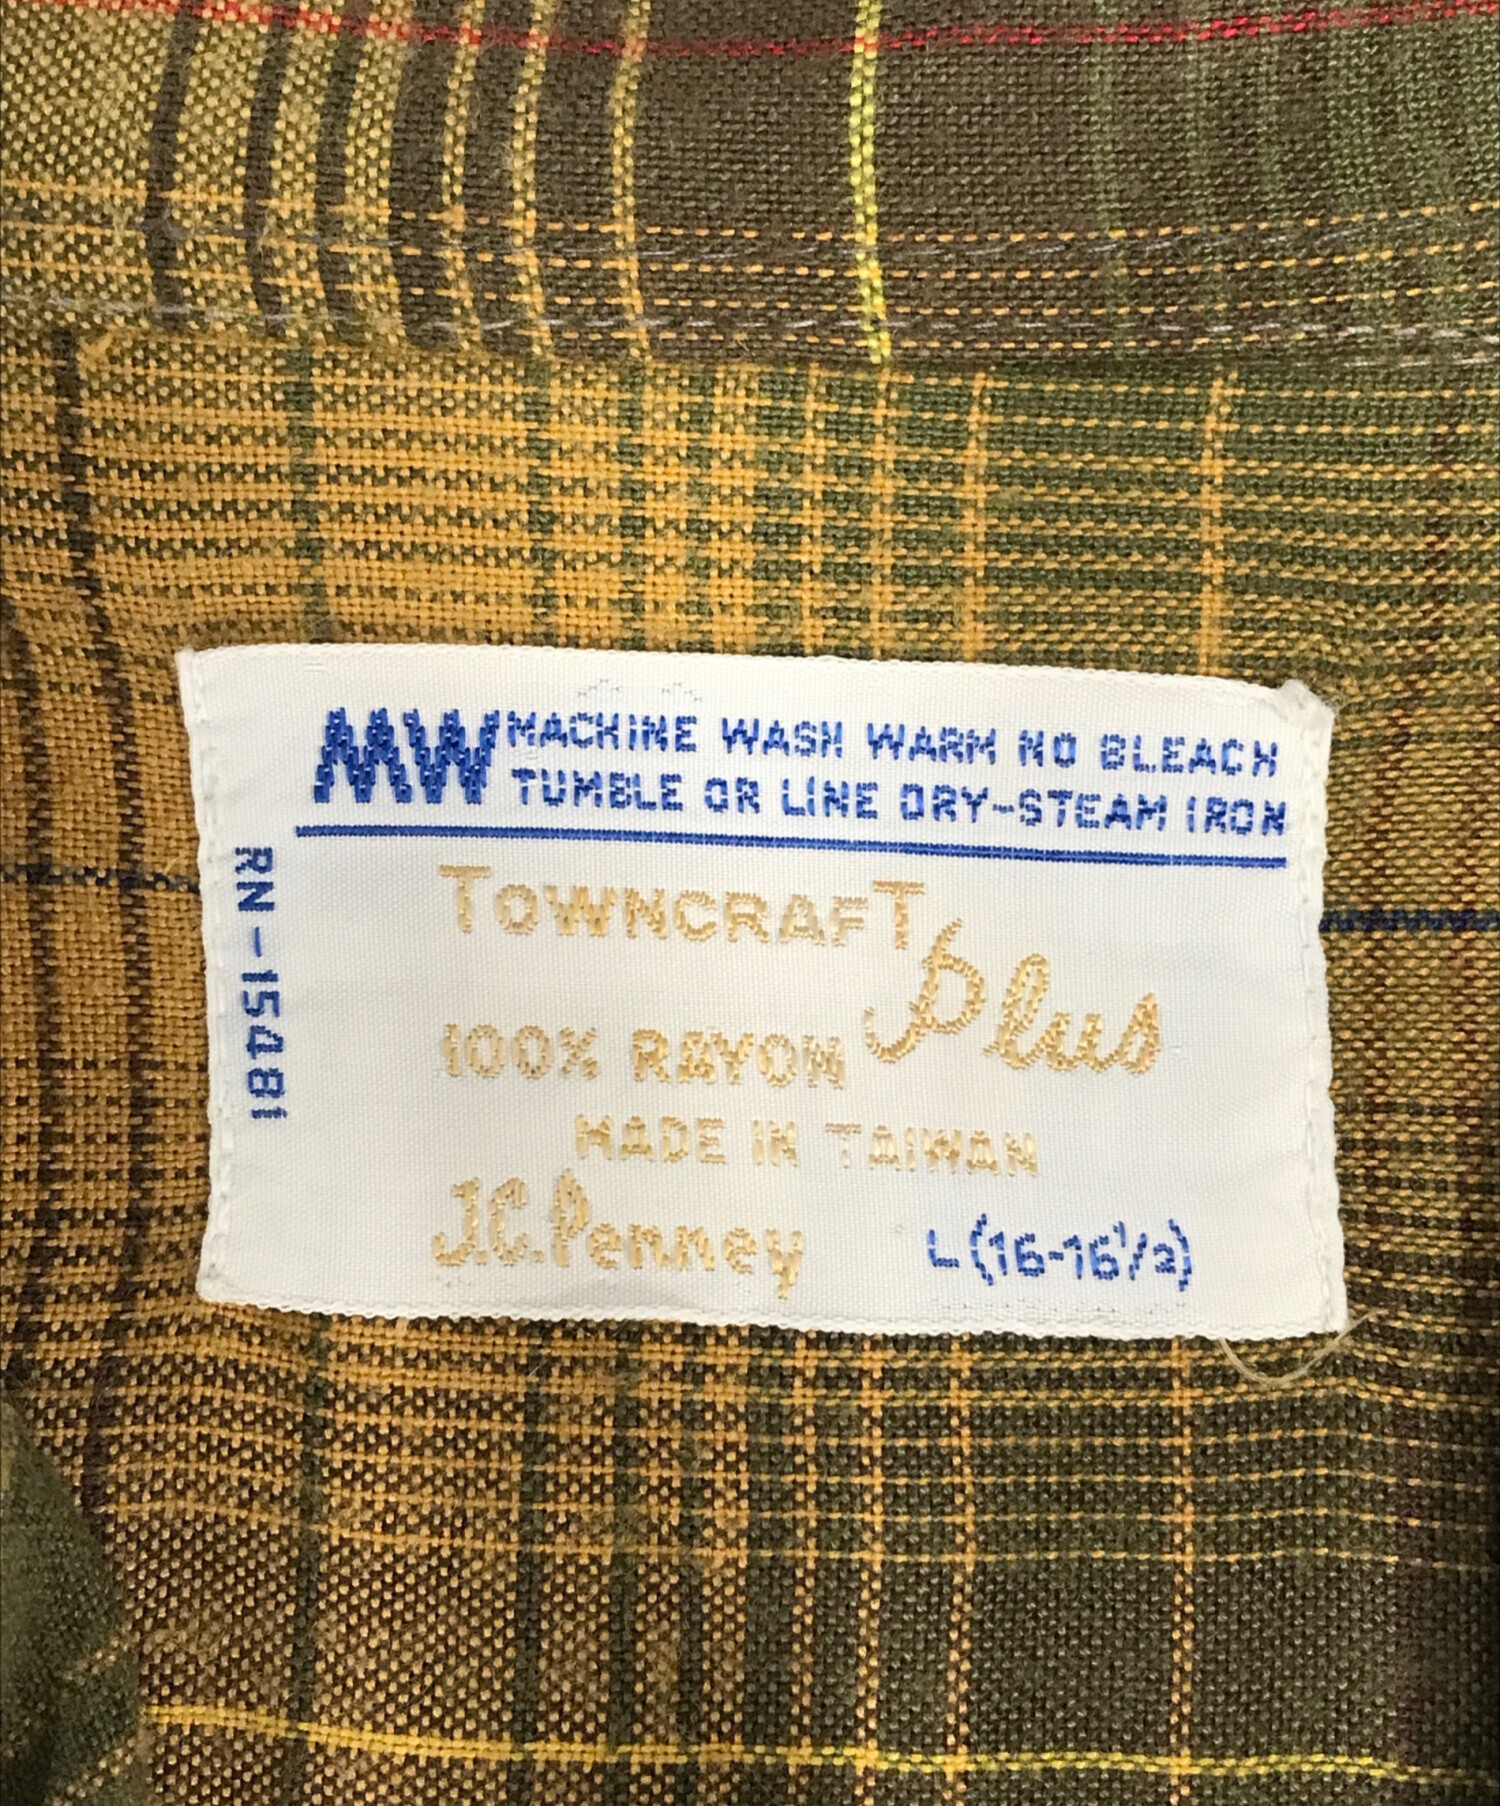 MW MACHINE WASH WARM NO BLEACH
TUMBLE OR LINE DRY-STEAM IRON
RN-15481
TOWNCRAFT
plus
100% RAYON
MADE IN TAIWAN
J.C.Penney
L(16-16½)